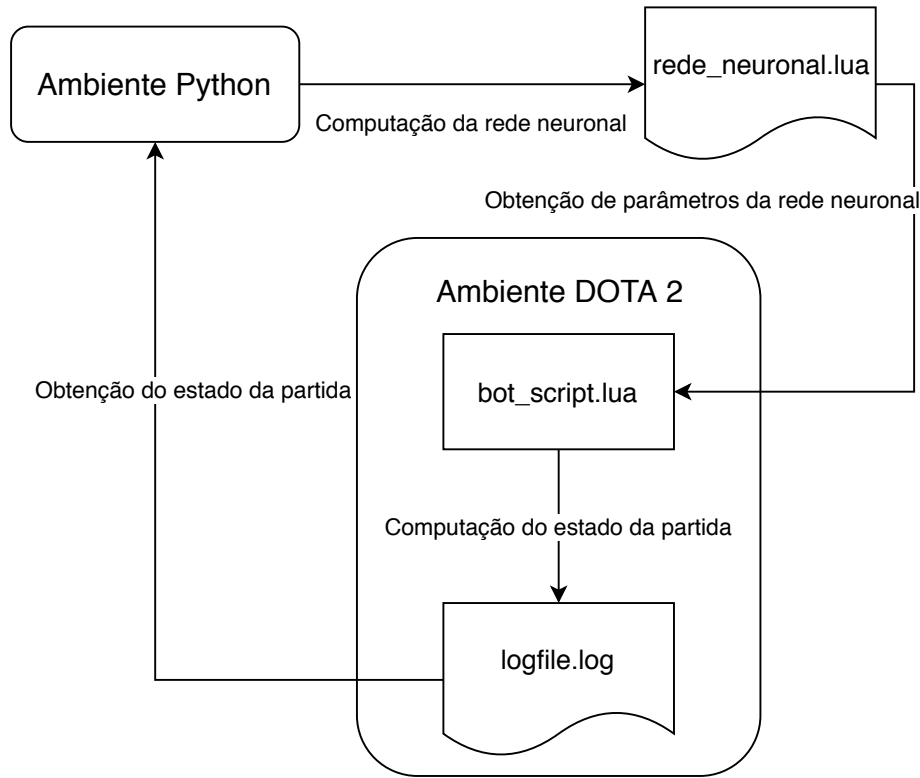 rede_neuronal.lua
Ambiente Python
Computação da rede neuronal
Obtenção de parâmetros da rede neuronal
Ambiente DOTA 2
bot_script.lua
Obtenção do estado da partida
Computação do estado da partida
logfile.log